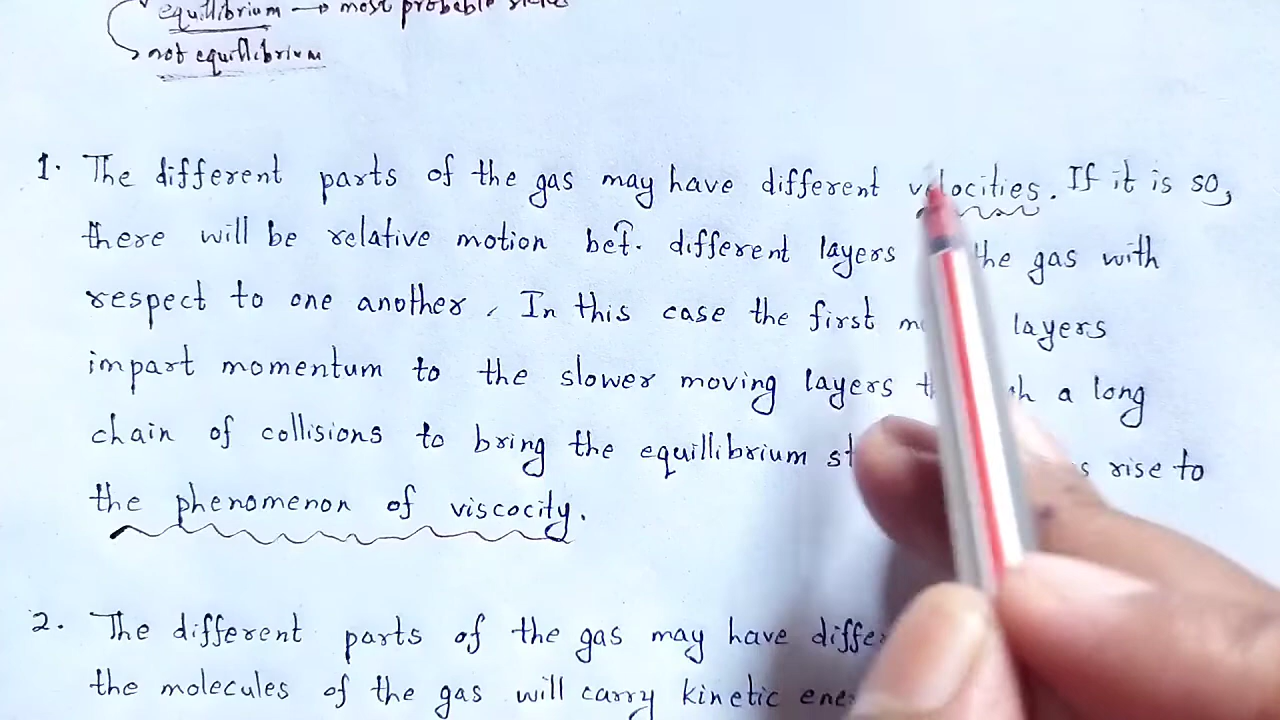 equillibrium → most probable
not equillibrium
1. The different parts of the gas may have different velocities. If it is so,
there will be relative motion bet. different layers the gas with
respect to one another. In this case the first layers
impart momentum to the slower moving layers a long
chain of collisions to bring the equillibrium rise to
the phenomenon of viscocity.
2. The different parts of the gas may have
the molecules of the gas will carry kinetic